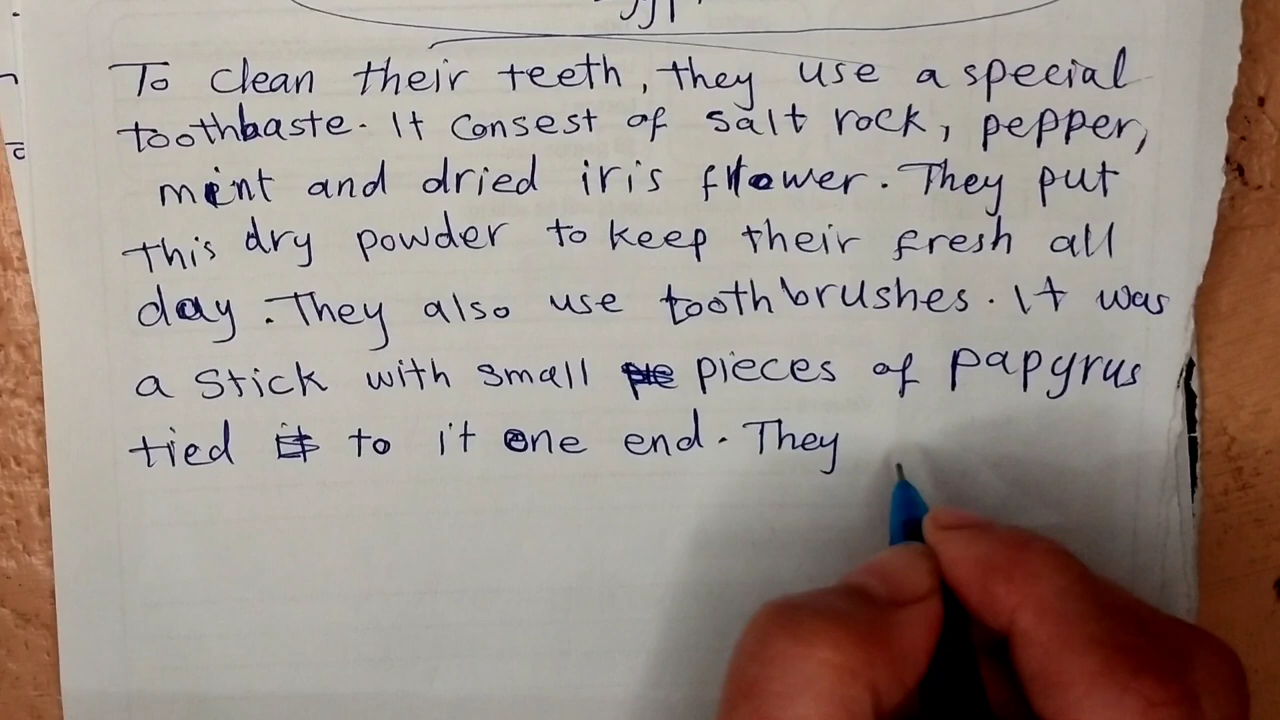 To clean their teeth, they use a special
toothbaste. It consest of salt rock, pepper,
mint and dried iris flower. They put
this dry powder to keep their fresh all
day. They also use toothbrushes. It was
a stick with small pieces of papyrus
tied to it one end. They